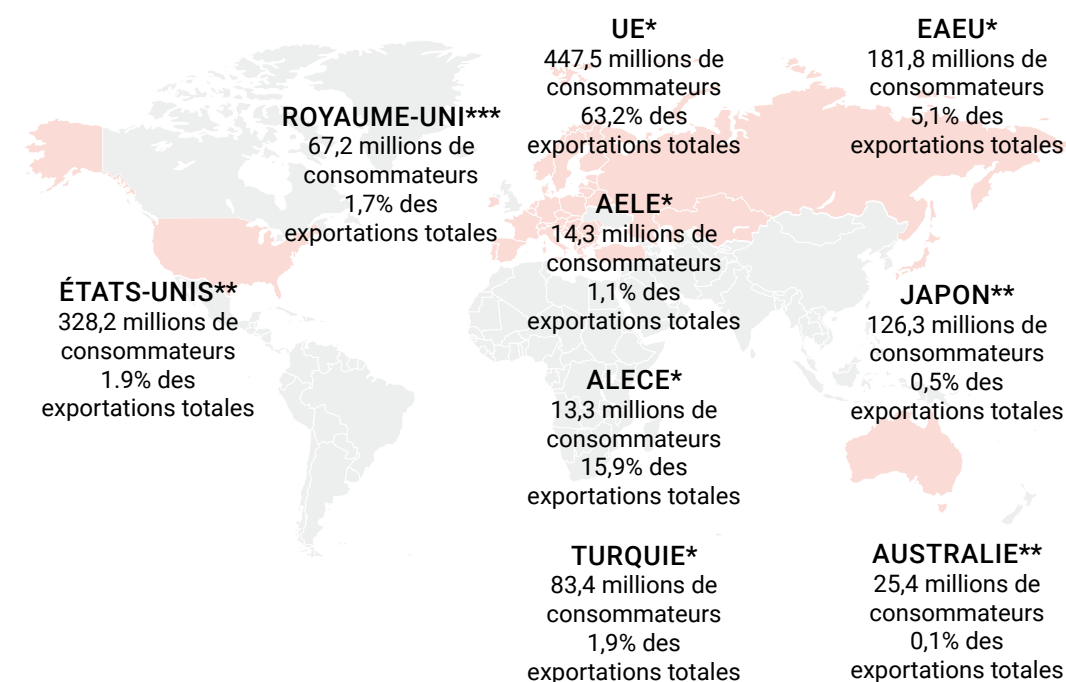 UE*
447,5 millions de
consommateurs
63,2% des
exportations totales
EAEU*
181,8 millions de
consommateurs
5,1% des
exportations totales
ROYAUME-UNI***
67,2 millions de
consommateurs
1,7% des
exportations totales
AELE*
14,3 millions de
consommateurs
1,1% des
exportations totales
ÉTATS-UNIS**
328,2 millions de
consommateurs
1.9% des
exportations totales
JAPON**
126,3 millions de
consommateurs
0,5% des
exportations totales
ALECE*
13,3 millions de
consommateurs
15,9% des
exportations totales
TURQUIE*
83,4 millions de
consommateurs
1,9% des
exportations totales
AUSTRALIE**
25,4 millions de
consommateurs
0,1% des
exportations totales